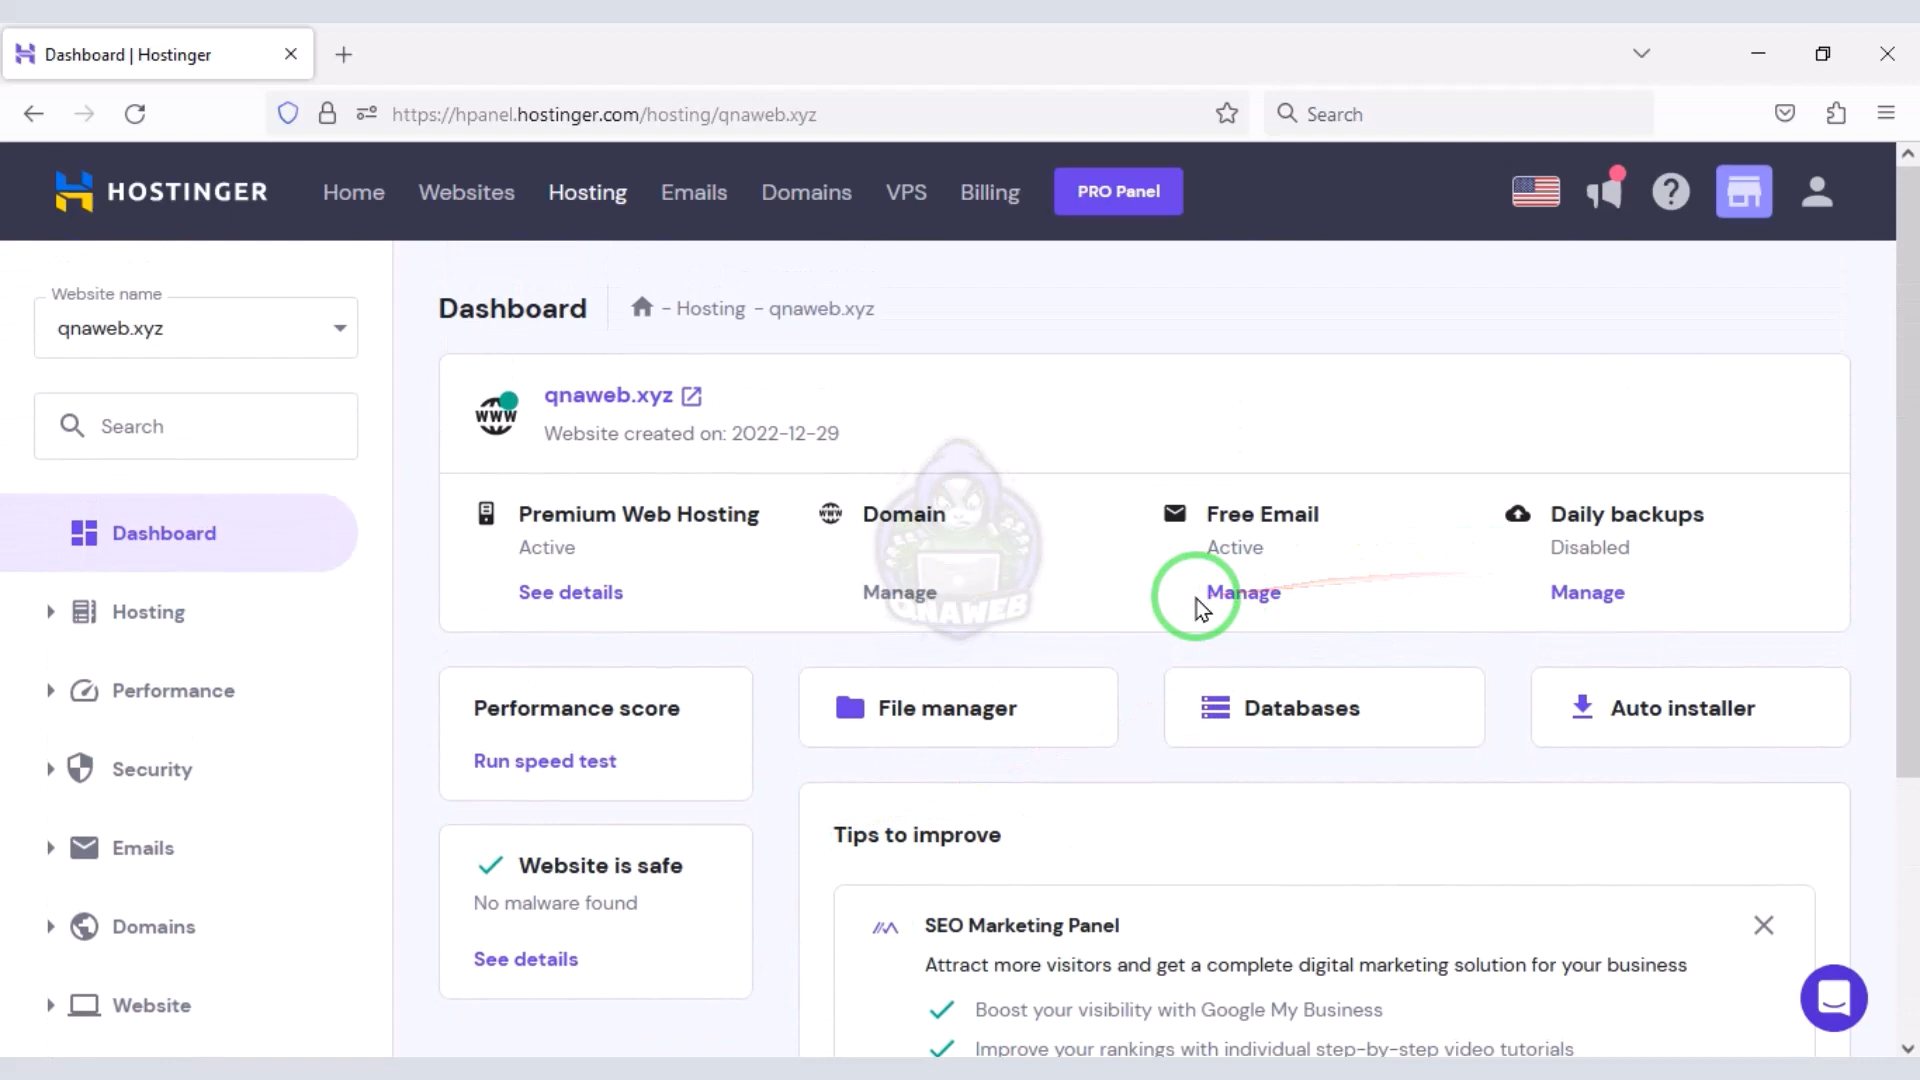 Dashboard | Hostinger
https://hpanel.hostinger.com/hosting/qnaweb.xyz
Search
HOSTINGER
Home
Websites
Hosting
Emails
Domains
VPS
Billing
PRO Panel
Website name
qnaweb.xyz
Search
Dashboard
Hosting
Performance
Security
Emails
Domains
Website
Dashboard
- Hosting - qnaweb.xyz
www
qnaweb.xyz
Website created on: 2022-12-29
Premium Web Hosting
Active
See details
www
Domain
Manage
Free Email
Active
Manage
Daily backups
Disabled
Manage
QNAWEB
Performance score
Run speed test
File manager
Databases
Auto installer
Website is safe
No malware found
See details
Tips to improve
SEO Marketing Panel
Attract more visitors and get a complete digital marketing solution for your business
Boost your visibility with Google My Business
Improve your rankings with individual step-by-step video tutorials